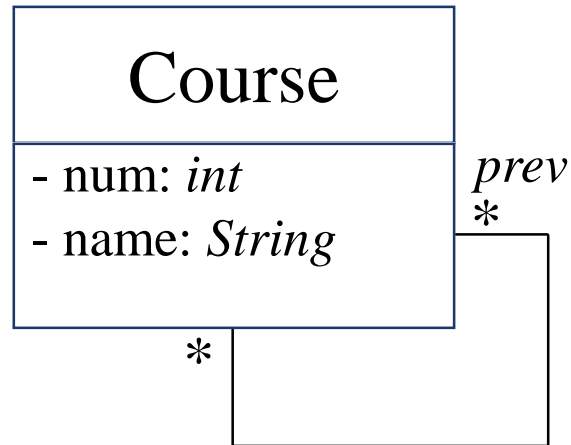 Course
- num: int
- name: String
prev
*
*